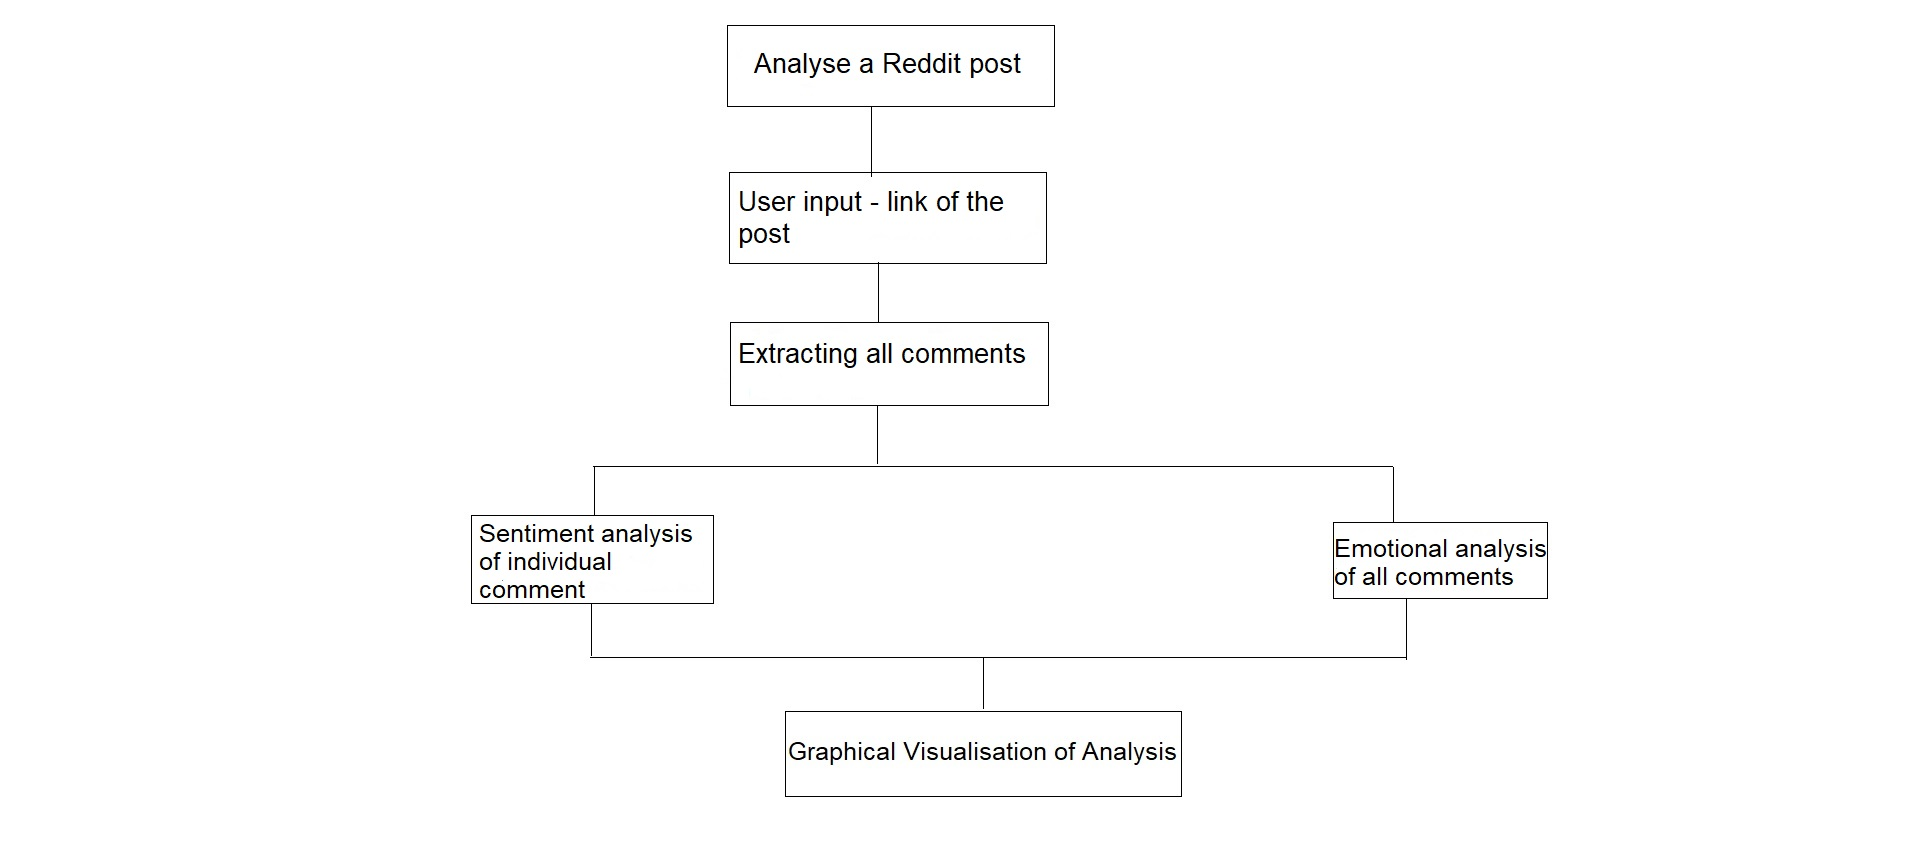 Analyse a Reddit post
User input - link of the
post
Extracting all comments
Sentiment analysis
of individual
comment
Emotional analysis
of all comments
Graphical Visualisation of Analysis